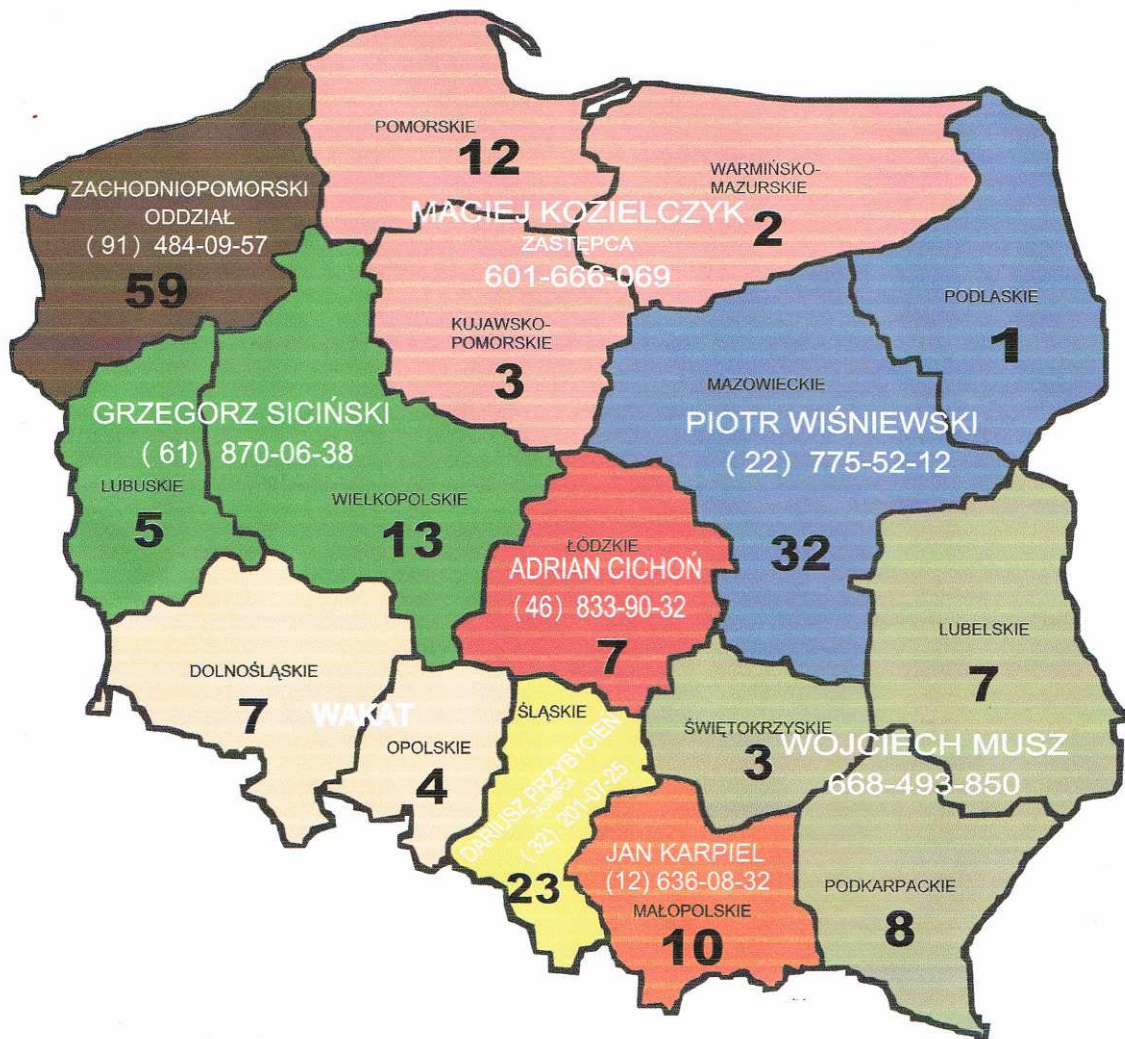 POMORSKIE
12
WARMIŃSKO-
MAZURSKIE
2
ZACHODNIOPOMORSKI
ODDZIAŁ
( 91) 484-09-57
59
MACIEJ KOZIELCZYK
ZASTĘPCA
601-666-069
KUJAWSKO-
POMORSKIE
3
PODLASKIE
1
MAZOWIECKIE
PIOTR WIŚNIEWSKI
( 22) 775-52-12
32
GRZEGORZ SICIŃSKI
( 61) 870-06-38
LUBUSKIE
5
WIELKOPOLSKIE
13
ŁÓDZKIE
ADRIAN CICHOŃ
(46) 833-90-32
7
LUBELSKIE
7
DOLNOŚLĄSKIE
7
WAKAT
OPOLSKIE
4
ŚLĄSKIE
DARIUSZ PRZYBYCIEN
ZASTĘPCA
(32) 201-07-25
23
ŚWIĘTOKRZYSKIE
3
WOJCIECH MUSZ
668-493-850
JAN KARPIEL
(12) 636-08-32
MAŁOPOLSKIE
10
PODKARPACKIE
8